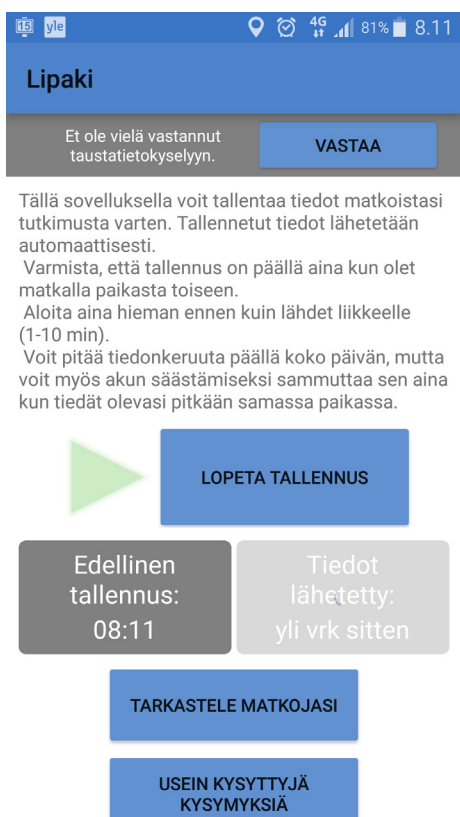 15 yle 4G 81% 8.11
Lipaki
Et ole vielä vastannut
taustatietokyselyyn.
VASTAA
Tällä sovelluksella voit tallentaa tiedot matkoistasi
tutkimusta varten. Tallennetut tiedot lähetetään
automaattisesti.
Varmista, että tallennus on päällä aina kun olet
matkalla paikasta toiseen.
Aloita aina hieman ennen kuin lähdet liikkeelle
(1-10 min).
Voit pitää tiedonkeruuta päällä koko päivän, mutta
voit myös akun säästämiseksi sammuttaa sen aina
kun tiedät olevasi pitkään samassa paikassa.
LOPETA TALLENNUS
Edellinen
tallennus:
08:11
Tiedot
lähetetty:
yli vrk sitten
TARKASTELE MATKOJASI
USEIN KYSYTTYJÄ
KYSYMYKSIÄ